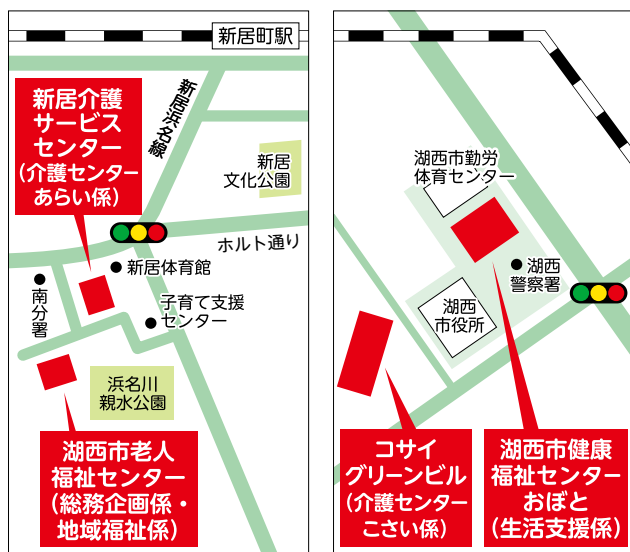 新居町駅
新居介護
サービス
センター
(介護センター
あらい係)
新居浜名線
新居
文化公園
ホルト通り
新居体育館
南分署
子育て支援
センター
浜名川
親水公園
湖西市老人
福祉センター
(総務企画係・
地域福祉係)
湖西市勤労
体育センター
湖西
警察署
湖西
市役所
コサイ
グリーンビル
(介護センター
こさい係)
湖西市健康
福祉センター
おぼと
(生活支援係)